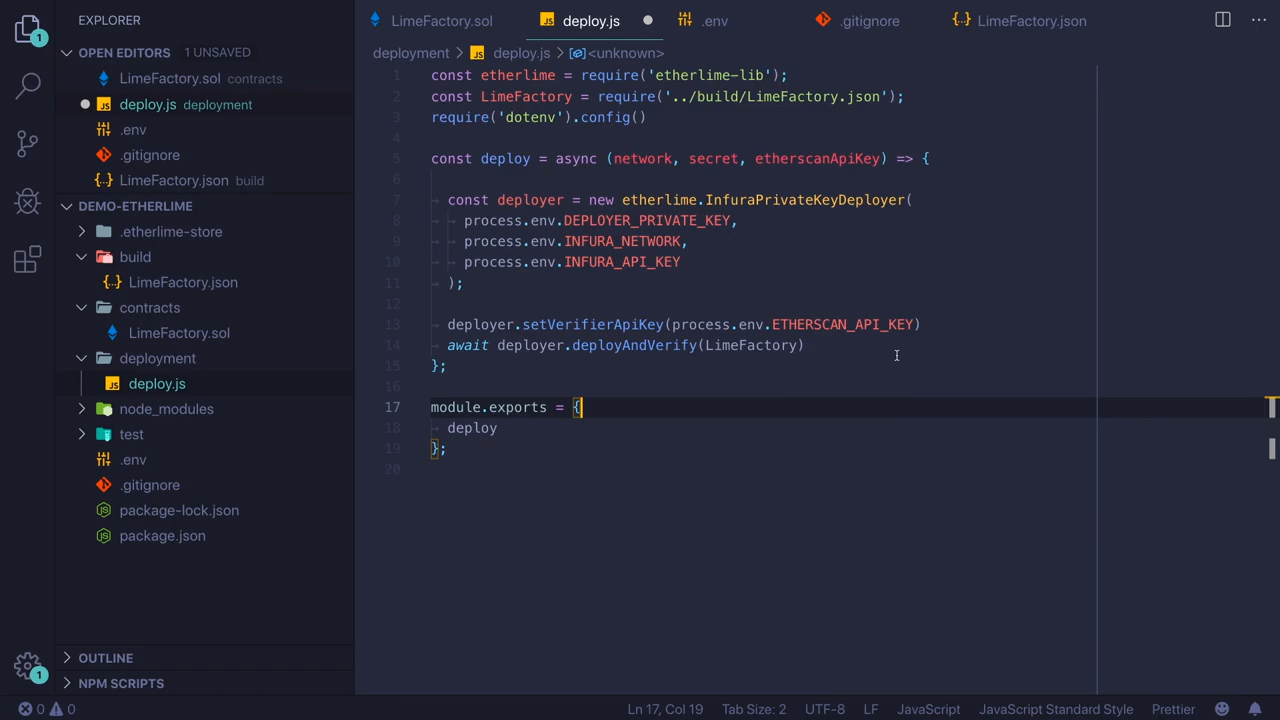 EXPLORER
LimeFactory.sol
deploy.js
.env
.gitignore
LimeFactory.json
OPEN EDITORS 1 UNSAVED
LimeFactory.sol contracts
deploy.js deployment
.env
.gitignore
LimeFactory.json build
DEMO-ETHERLIME
.etherlime-store
build
LimeFactory.json
contracts
LimeFactory.sol
deployment
deploy.js
node_modules
test
.env
.gitignore
package-lock.json
package.json
OUTLINE
NPM SCRIPTS
1
1
deployment > deploy.js > <unknown>
1 const etherlime = require('etherlime-lib');
2 const LimeFactory = require('../build/LimeFactory.json');
3 require('dotenv').config()
4
5 const deploy = async (network, secret, etherscanApiKey) => {
6
7 const deployer = new etherlime.InfuraPrivateKeyDeployer(
8 process.env.DEPLOYER_PRIVATE_KEY,
9 process.env.INFURA_NETWORK,
10 process.env.INFURA_API_KEY
11 );
12
13 deployer.setVerifierApiKey(process.env.ETHERSCAN_API_KEY)
14 await deployer.deployAndVerify(LimeFactory)
15 };
16
17 module.exports = {
18 deploy
19 };
20
0 0
Ln 17, Col 19 Tab Size: 2 UTF-8 LF JavaScript JavaScript Standard Style Prettier